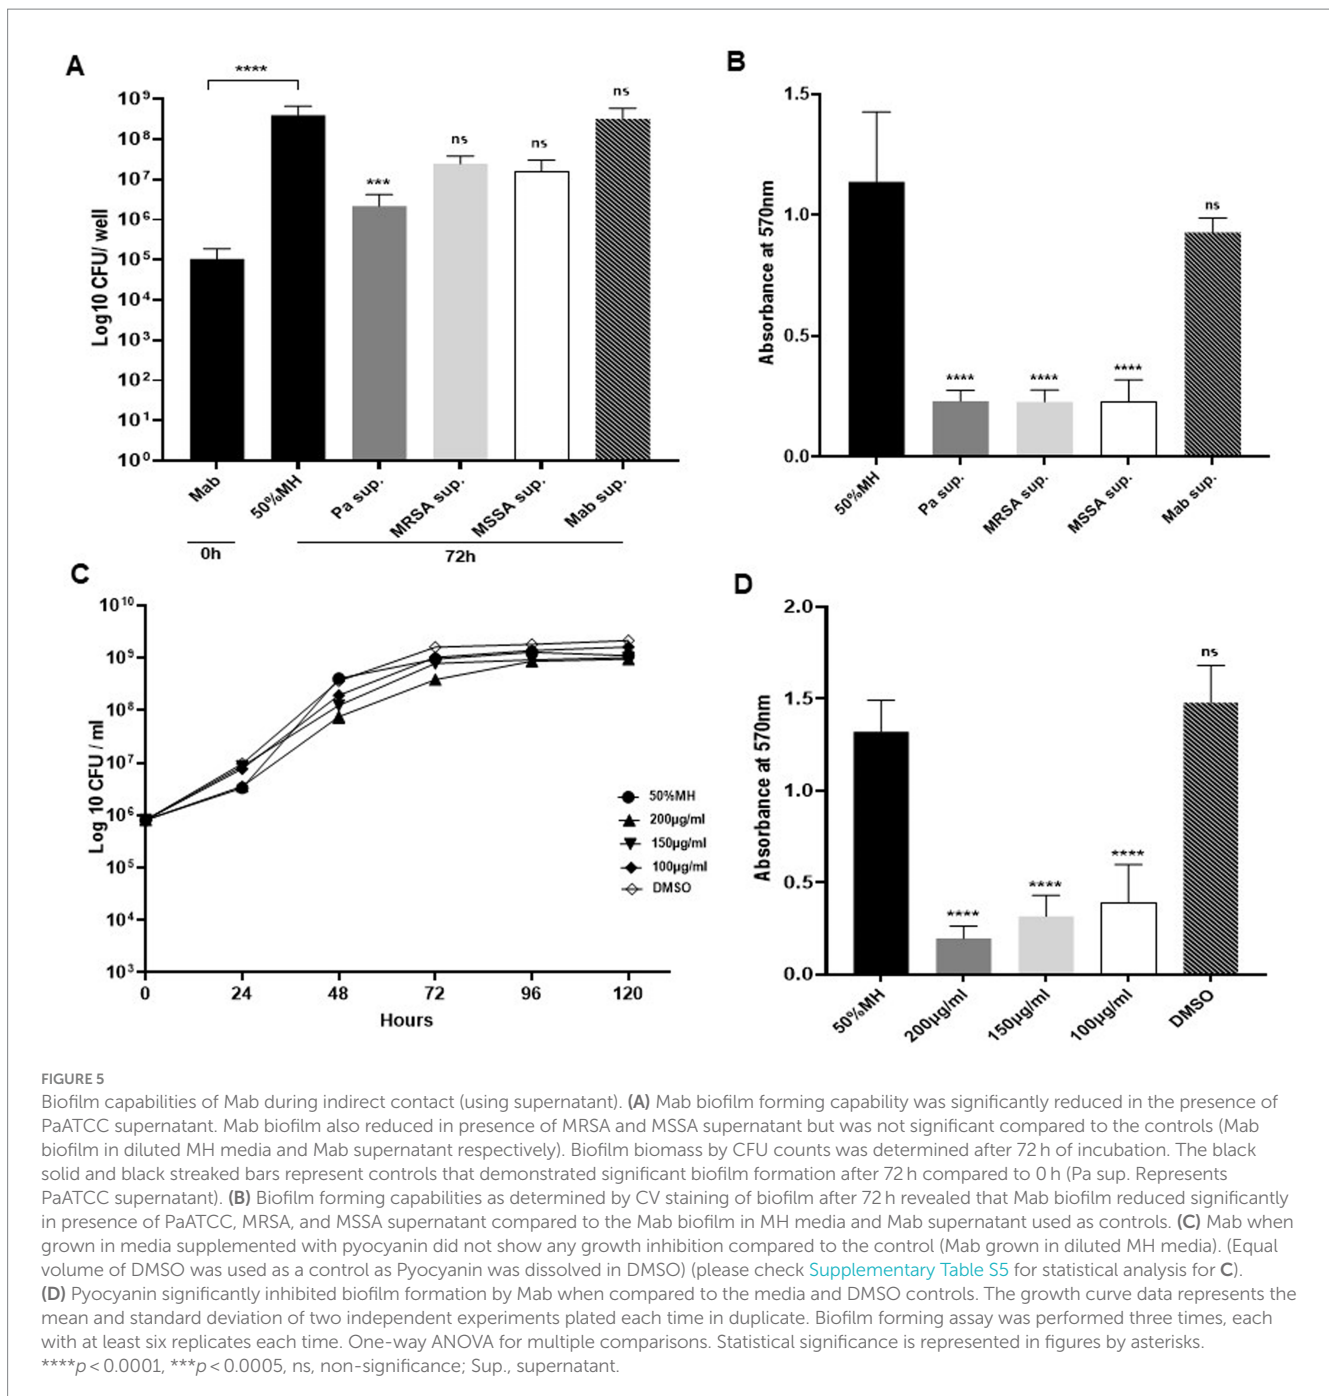 A
****
ns
ns
ns
***
10⁹
10⁸
10⁷
10⁶
10⁵
10⁴
10³
10²
10¹
10⁰
Log10 CFU/ well
Mab
50%MH
Pa sup.
MRSA sup.
MSSA sup.
Mab sup.
0h
72h
B
1.5
1.0
0.5
0.0
Absorbance at 570nm
****
****
****
ns
50%MH
Pa sup.
MRSA sup.
MSSA sup.
Mab sup.
C
10¹⁰
10⁹
10⁸
10⁷
10⁶
10⁵
10⁴
10³
Log 10 CFU / ml
50%MH
200µg/ml
150µg/ml
100µg/ml
DMSO
0 24 48 72 96 120
Hours
D
2.0
1.5
1.0
0.5
0.0
Absorbance at 570nm
****
****
****
ns
50%MH
200µg/ml
150µg/ml
100µg/ml
DMSO
FIGURE 5
Biofilm capabilities of Mab during indirect contact (using supernatant). (A) Mab biofilm forming capability was significantly reduced in the presence of
PaATCC supernatant. Mab biofilm also reduced in presence of MRSA and MSSA supernatant but was not significant compared to the controls (Mab
biofilm in diluted MH media and Mab supernatant respectively). Biofilm biomass by CFU counts was determined after 72 h of incubation. The black
solid and black streaked bars represent controls that demonstrated significant biofilm formation after 72 h compared to 0 h (Pa sup. Represents
PaATCC supernatant). (B) Biofilm forming capabilities as determined by CV staining of biofilm after 72 h revealed that Mab biofilm reduced significantly
in presence of PaATCC, MRSA, and MSSA supernatant compared to the Mab biofilm in MH media and Mab supernatant used as controls. (C) Mab when
grown in media supplemented with pyocyanin did not show any growth inhibition compared to the control (Mab grown in diluted MH media). (Equal
volume of DMSO was used as a control as Pyocyanin was dissolved in DMSO) (please check Supplementary Table S5 for statistical analysis for C).
(D) Pyocyanin significantly inhibited biofilm formation by Mab when compared to the media and DMSO controls. The growth curve data represents the
mean and standard deviation of two independent experiments plated each time in duplicate. Biofilm forming assay was performed three times, each
with at least six replicates each time. One-way ANOVA for multiple comparisons. Statistical significance is represented in figures by asterisks.
****p < 0.0001, ***p < 0.0005, ns, non-significance; Sup., supernatant.